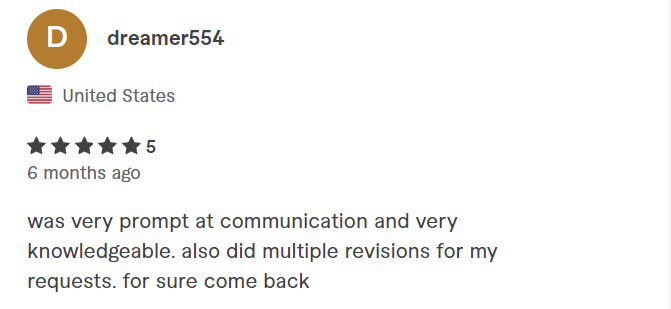 D
dreamer554
United States
5
6 months ago
was very prompt at communication and very
knowledgeable. also did multiple revisions for my
requests. for sure come back